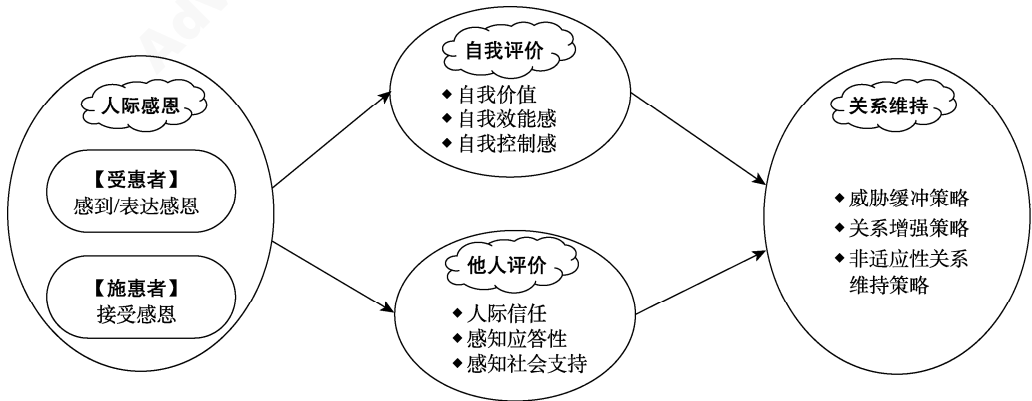 人际感恩
【受惠者】
感到/表达感恩
【施惠者】
接受感恩
自我评价
◆ 自我价值
◆ 自我效能感
◆ 自我控制感
他人评价
◆ 人际信任
◆ 感知应答性
◆ 感知社会支持
关系维持
◆ 威胁缓冲策略
◆ 关系增强策略
◆ 非适应性关系
维持策略